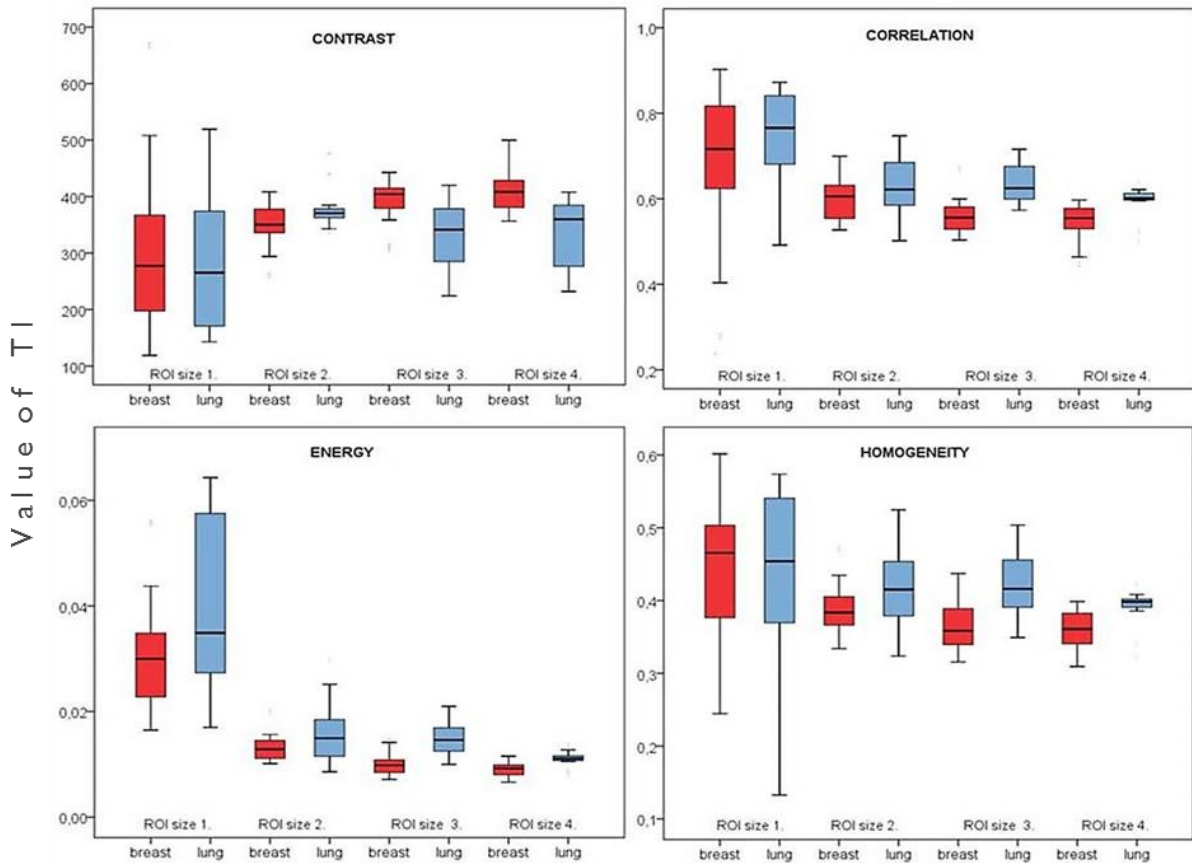 Value of TI
CONTRAST
700
600
500
400
300
200
100
ROI size 1. ROI size 2. ROI size 3. ROI size 4.
breast lung breast lung breast lung breast lung
CORRELATION
1,0
0,8
0,6
0,4
0,2
ROI size 1. ROI size 2. ROI size 3. ROI size 4.
breast lung breast lung breast lung breast lung
ENERGY
0,06
0,04
0,02
0,00
ROI size 1. ROI size 2. ROI size 3. ROI size 4.
breast lung breast lung breast lung breast lung
HOMOGENEITY
0,6
0,5
0,4
0,3
0,2
0,1
ROI size 1. ROI size 2. ROI size 3. ROI size 4.
breast lung breast lung breast lung breast lung